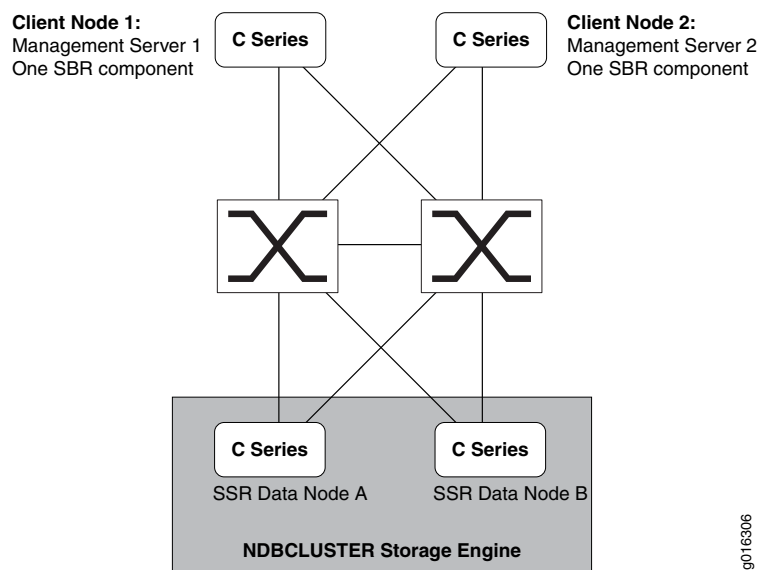 Client Node 1:
Management Server 1
One SBR component
C Series
C Series
Client Node 2:
Management Server 2
One SBR component
C Series
C Series
SSR Data Node A
SSR Data Node B
NDBCLUSTER Storage Engine
g016306